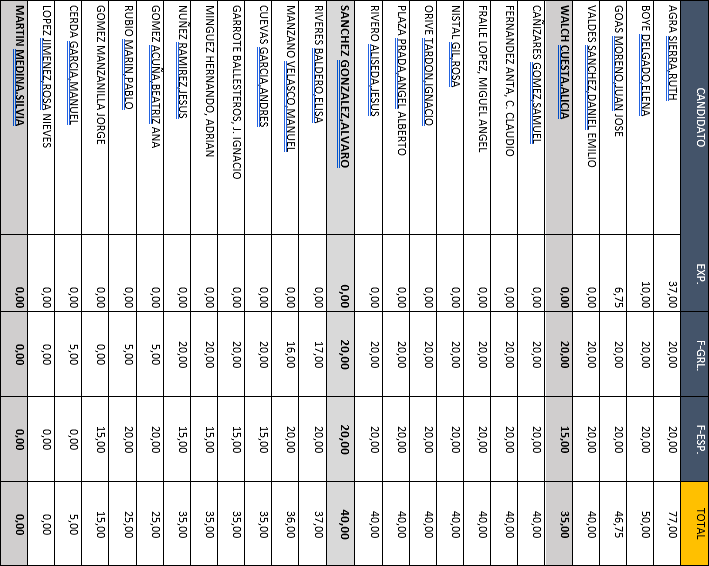 CANDIDATO EXP. F-GRL. F-ESP. TOTAL
AGRA SIERRA,RUTH 37,00 20,00 20,00 77,00
BOYE DELGADO,ELENA 10,00 20,00 20,00 50,00
GOAS MORENO,JUAN JOSE 6,75 20,00 20,00 46,75
VALDES SANCHEZ,DANIEL EMILIO 0,00 20,00 20,00 40,00
WALCH CUESTA,ALICIA 0,00 20,00 15,00 35,00
CAÑIZARES GOMEZ,SAMUEL 0,00 20,00 20,00 40,00
FERNANDEZ ANTA, C. CLAUDIO 0,00 20,00 20,00 40,00
FRAILE LOPEZ, MIGUEL ANGEL 0,00 20,00 20,00 40,00
NISTAL GIL,ROSA 0,00 20,00 20,00 40,00
ORIVE TARDON,IGNACIO 0,00 20,00 20,00 40,00
PLAZA PRADA,ANGEL ALBERTO 0,00 20,00 20,00 40,00
RIVERO ALISEDA,JESUS 0,00 20,00 20,00 40,00
SANCHEZ GONZALEZ,ALVARO 0,00 20,00 20,00 40,00
RIVERES BALDERO,ELISA 0,00 17,00 20,00 37,00
MANZANO VELASCO,MANUEL 0,00 16,00 20,00 36,00
CUEVAS GARCIA,ANDRES 0,00 20,00 15,00 35,00
GARROTE BALLESTEROS, J. IGNACIO 0,00 20,00 15,00 35,00
MINGUEZ HERNANDO, ADRIAN 0,00 20,00 15,00 35,00
NUÑEZ RAMIREZ,JESUS 0,00 20,00 15,00 35,00
GOMEZ ACUÑA,BEATRIZ ANA 0,00 5,00 20,00 25,00
RUBIO MARIN,PABLO 0,00 5,00 20,00 25,00
GOMEZ MANZANILLA JORGE 0,00 0,00 15,00 15,00
CERDA GARCIA,MANUEL 0,00 5,00 0,00 5,00
LOPEZ JIMENEZ,ROSA NIEVES 0,00 0,00 0,00 0,00
MARTIN MEDINA,SILVIA 0,00 0,00 0,00 0,00